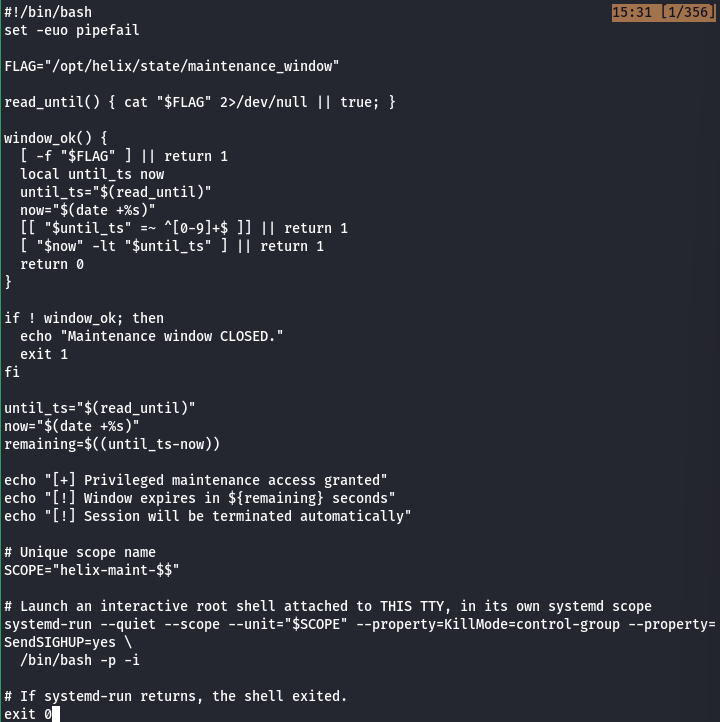 #!/bin/bash
15:31 [1/356]
set -euo pipefail
FLAG="/opt/helix/state/maintenance_window"
read_until() { cat "$FLAG" 2>/dev/null || true; }
window_ok() {
  [ -f "$FLAG" ] || return 1
  local until_ts now
  until_ts="$(read_until)"
  now="$(date +%s)"
  [[ "$until_ts" =~ ^[0-9]+$ ]] || return 1
  [ "$now" -lt "$until_ts" ] || return 1
  return 0
}
if ! window_ok; then
  echo "Maintenance window CLOSED."
  exit 1
fi
until_ts="$(read_until)"
now="$(date +%s)"
remaining=$((until_ts-now))
echo "[+] Privileged maintenance access granted"
echo "[!] Window expires in ${remaining} seconds"
echo "[!] Session will be terminated automatically"
# Unique scope name
SCOPE="helix-maint-$$"
# Launch an interactive root shell attached to THIS TTY, in its own systemd scope
systemd-run --quiet --scope --unit="$SCOPE" --property=KillMode=control-group --property=
SendSIGHUP=yes \
  /bin/bash -p -i
# If systemd-run returns, the shell exited.
exit 0